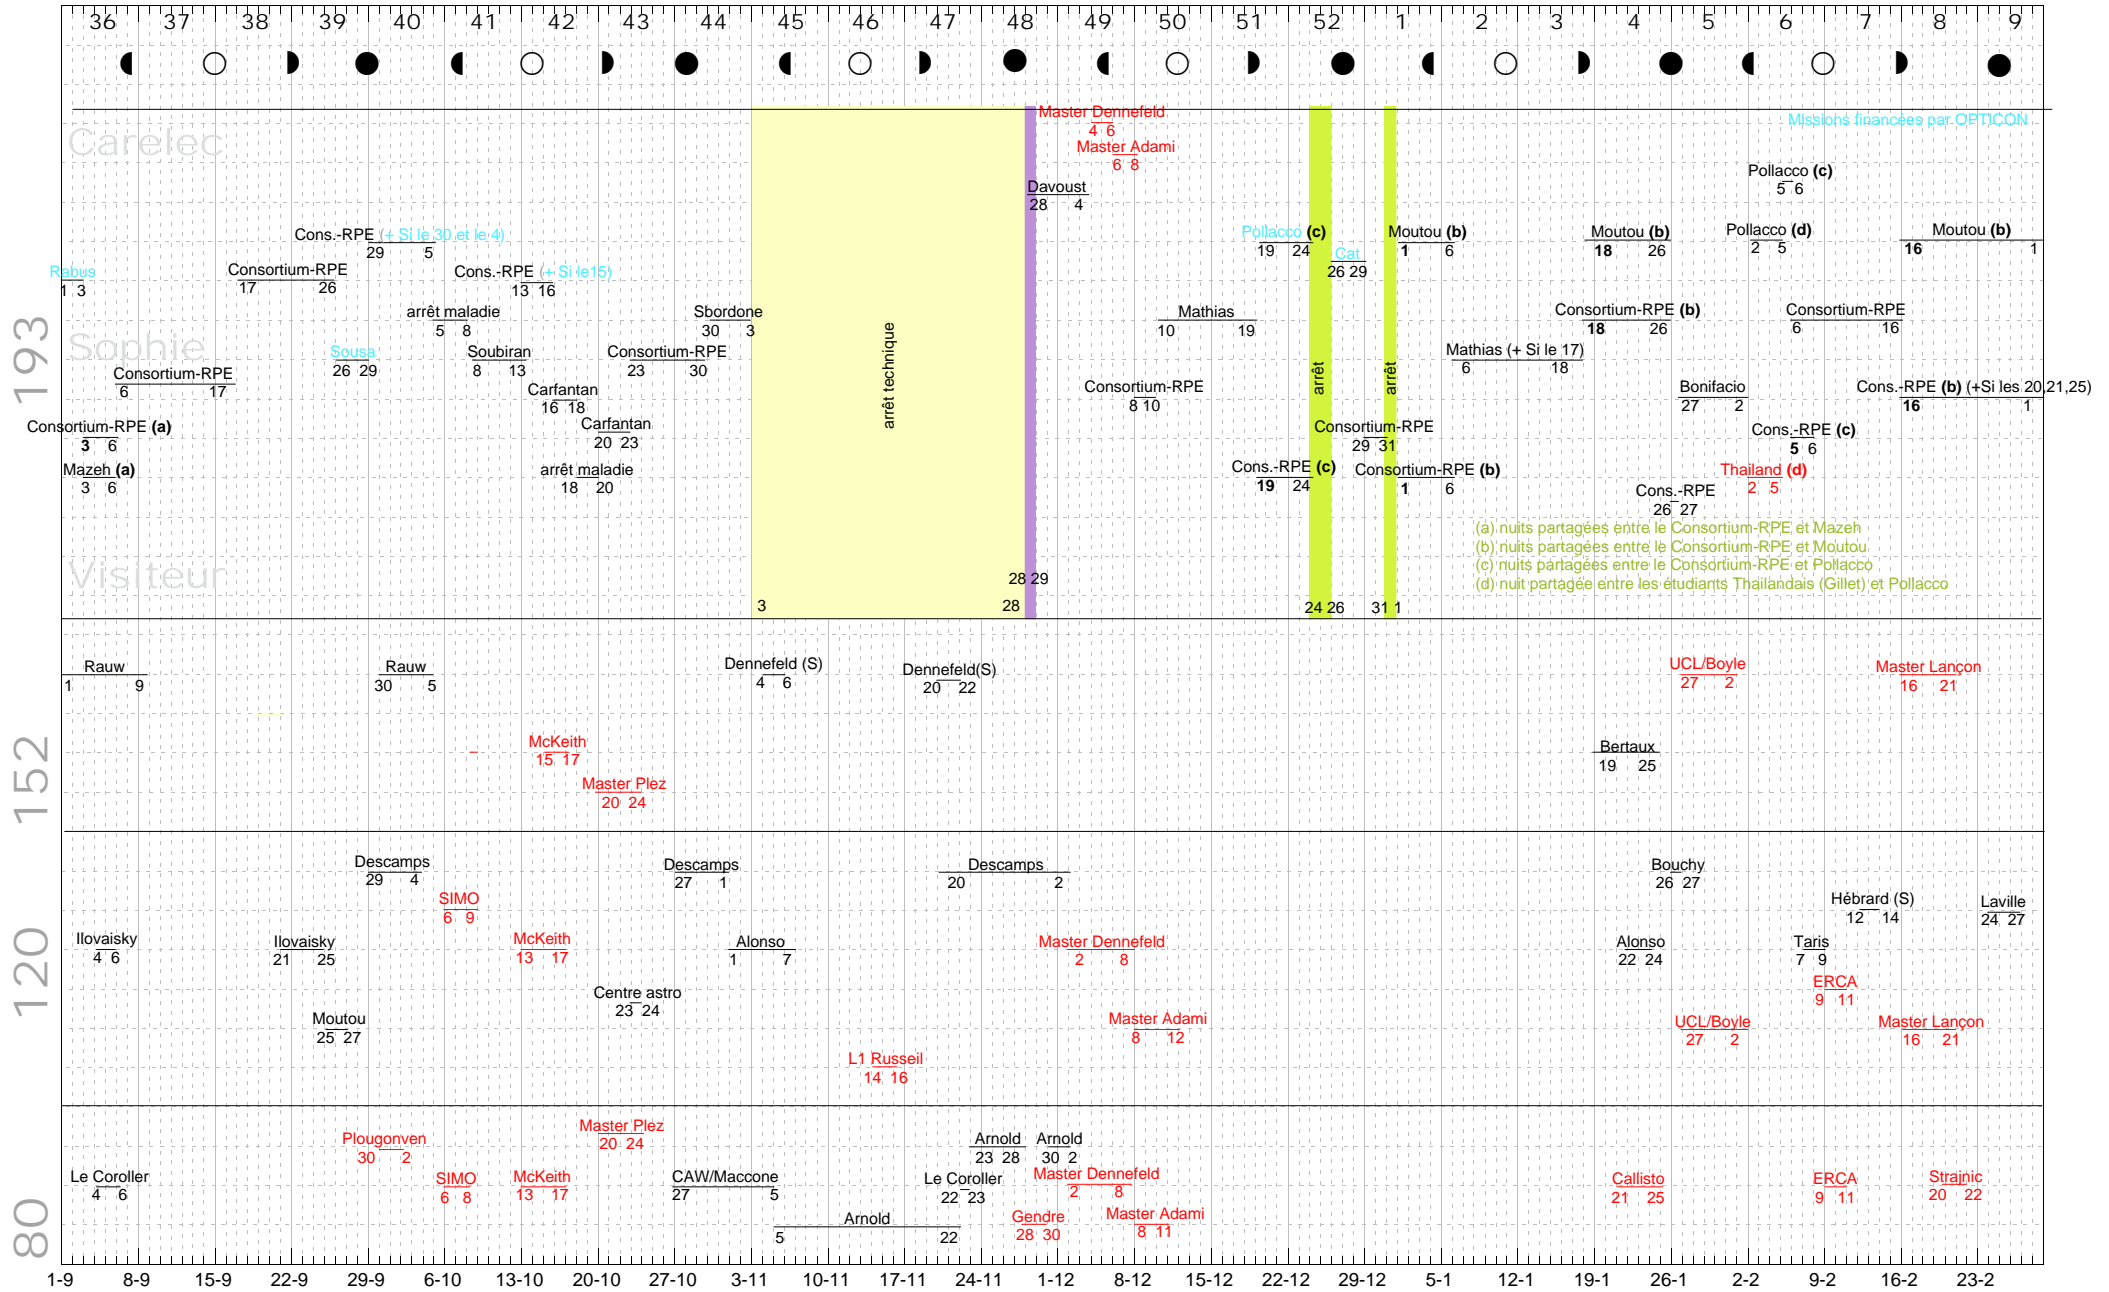 36 37 38 39 40 41 42 43 44 45 46 47 48 49 50 51 52 1 2 3 4 5 6 7 8 9
193
Carelec
Master Dennefeld
4 6
Master Adami
6 8
Missions financées par OPTICON
Davoust
28 4
Pollacco (c)
5 6
Cons.-RPE (+ Si le 30 et le 4)
29 5
Pollacco (c)
19 24
Moutou (b)
1 6
Moutou (b)
18 26
Pollacco (d)
2 5
Moutou (b)
16 1
Cat
26 29
Rabus
1 3
Consortium-RPE
17 26
Cons.-RPE (+ Si le15)
13 16
Sophie
arrêt maladie
5 8
Sbordone
30 3
Mathias
10 19
Consortium-RPE (b)
18 26
Consortium-RPE
6 16
Sousa
26 29
Soubiran
8 13
Consortium-RPE
23 30
Mathias (+ Si le 17)
6 18
Consortium-RPE
6 17
Carfantan
16 18
Consortium-RPE
8 10
Bonifacio
27 2
Cons.-RPE (b) (+Si les 20,21,25)
16 1
arrêt technique
arrêt
arrêt
Consortium-RPE (a)
3 6
Carfantan
20 23
Consortium-RPE
29 31
Cons.-RPE (c)
5 6
Mazeh (a)
3 6
arrêt maladie
18 20
Cons.-RPE (c)
19 24
Consortium-RPE (b)
1 6
Thailand (d)
2 5
Cons.-RPE
26 27
(a) nuits partagées entre le Consortium-RPE et Mazeh
(b) nuits partagées entre le Consortium-RPE et Moutou
(c) nuits partagées entre le Consortium-RPE et Pollacco
(d) nuit partagée entre les étudiants Thailandais (Gillet) et Pollacco
Visiteur
28 29
3 28 24 26 31 1
152
Rauw
1 9
Rauw
30 5
Dennefeld (S)
4 6
Dennefeld(S)
20 22
UCL/Boyle
27 2
Master Lançon
16 21
McKeith
15 17
Bertaux
19 25
Master Plez
20 24
120
Descamps
29 4
Descamps
27 1
Descamps
20 2
Bouchy
26 27
SIMO
6 9
Hébrard (S)
12 14
Laville
24 27
Ilovaisky
4 6
Ilovaisky
21 25
McKeith
13 17
Alonso
1 7
Master Dennefeld
2 8
Alonso
22 24
Taris
7 9
Centre astro
23 24
ERCA
9 11
Moutou
25 27
Master Adami
8 12
UCL/Boyle
27 2
Master Lançon
16 21
L1 Russeil
14 16
80
Master Plez
20 24
Plougonven
30 2
Arnold
23 28
Arnold
30 2
Le Coroller
4 6
SIMO
6 8
McKeith
13 17
CAW/Maccone
27 5
Le Coroller
22 23
Master Dennefeld
2 8
Callisto
21 25
ERCA
9 11
Strajnic
20 22
Arnold
5 22
Gendre
28 30
Master Adami
8 11
1-9 8-9 15-9 22-9 29-9 6-10 13-10 20-10 27-10 3-11 10-11 17-11 24-11 1-12 8-12 15-12 22-12 29-12 5-1 12-1 19-1 26-1 2-2 9-2 16-2 23-2